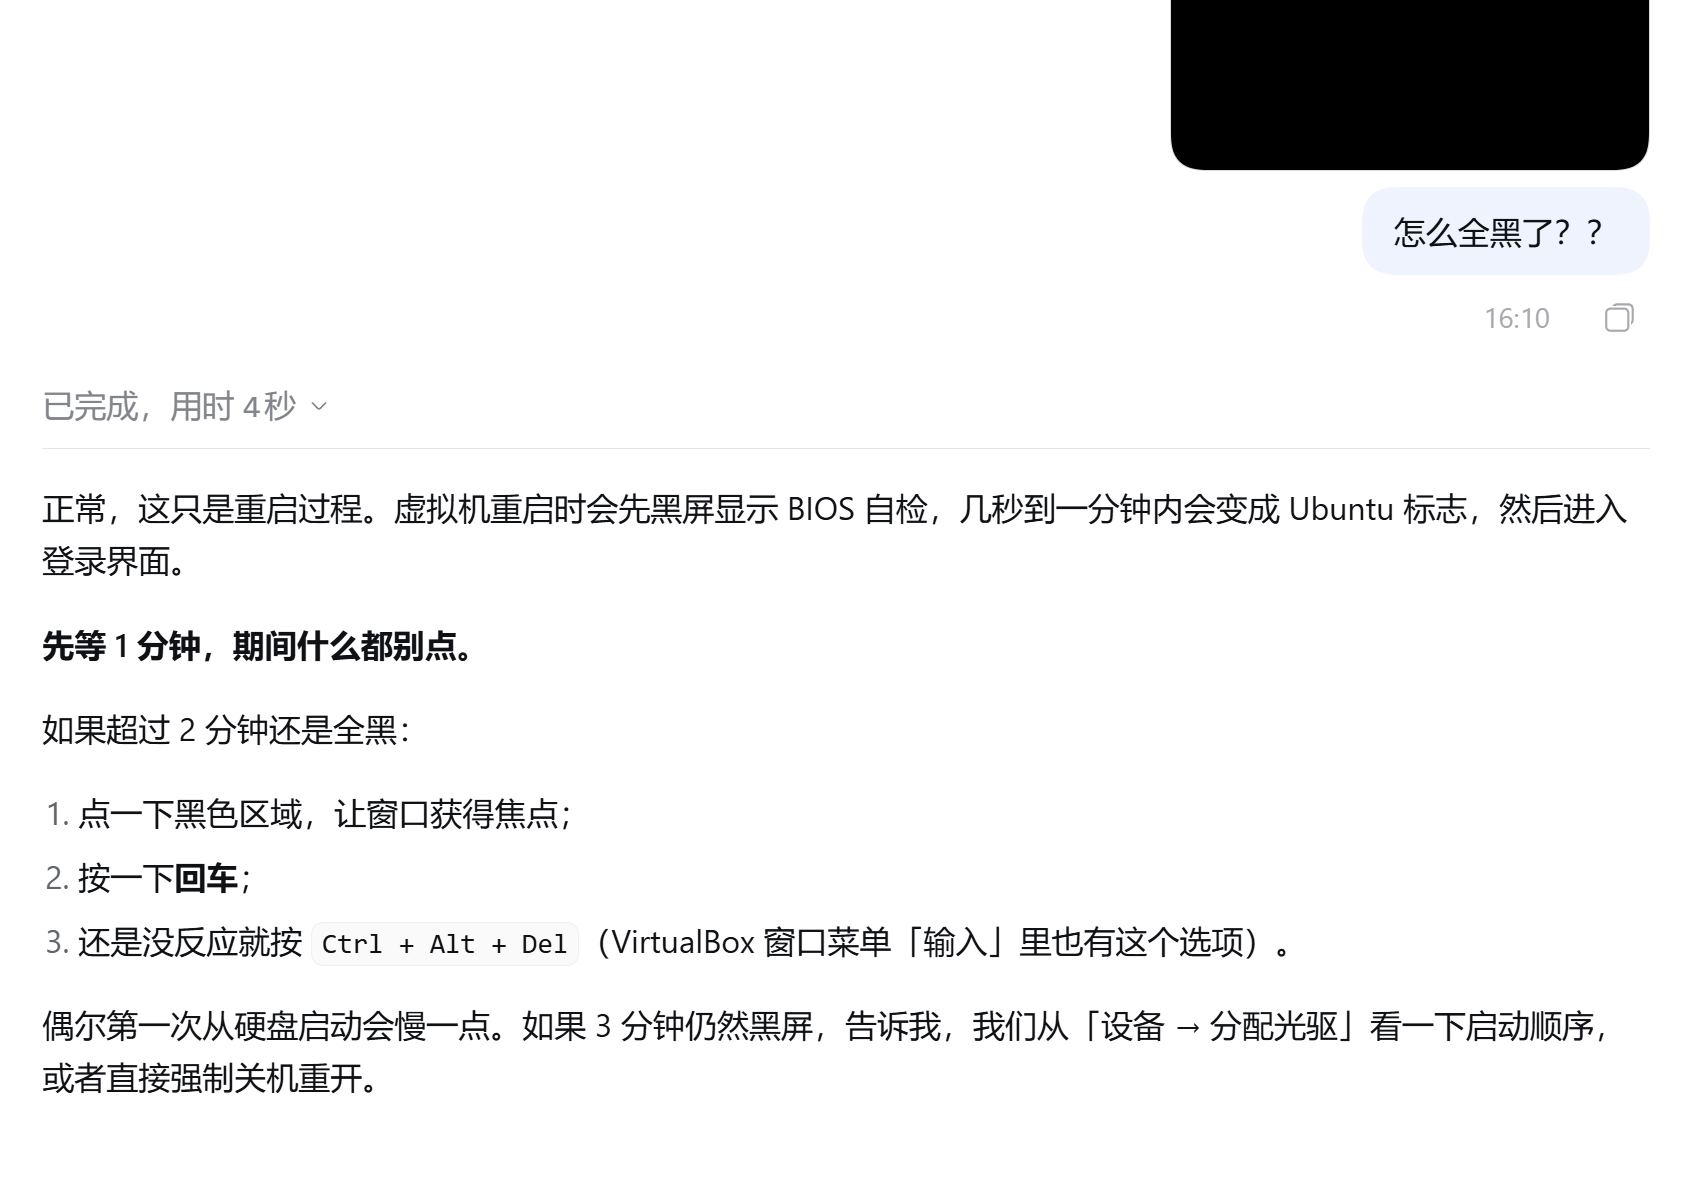 怎么全黑了？？
16:10
已完成，用时 4 秒
正常，这只是重启过程。虚拟机重启时会先黑屏显示 BIOS 自检，几秒到一分钟内会变成 Ubuntu 标志，然后进入
登录界面。
先等 1 分钟，期间什么都别点。
如果超过 2 分钟还是全黑：
1. 点一下黑色区域，让窗口获得焦点；
2. 按一下回车；
3. 还是没反应就按 Ctrl + Alt + Del （VirtualBox 窗口菜单「输入」里也有这个选项）。
偶尔第一次从硬盘启动会慢一点。如果 3 分钟仍然黑屏，告诉我，我们从「设备 → 分配光驱」看一下启动顺序，
或者直接强制关机重开。